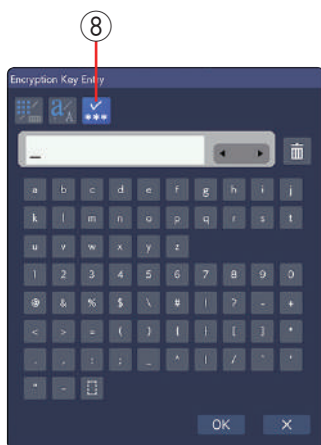 8
Encryption Key Entry
a A ***
_
a b c d e f g h i j
k l m n o p q r s t
u v w x y z
1 2 3 4 5 6 7 8 9 0
@ & % $ \ # ! ? - +
< > = ( ) { } [ ] *
. , : ; _ ^ | / ` '
" ~
OK ×